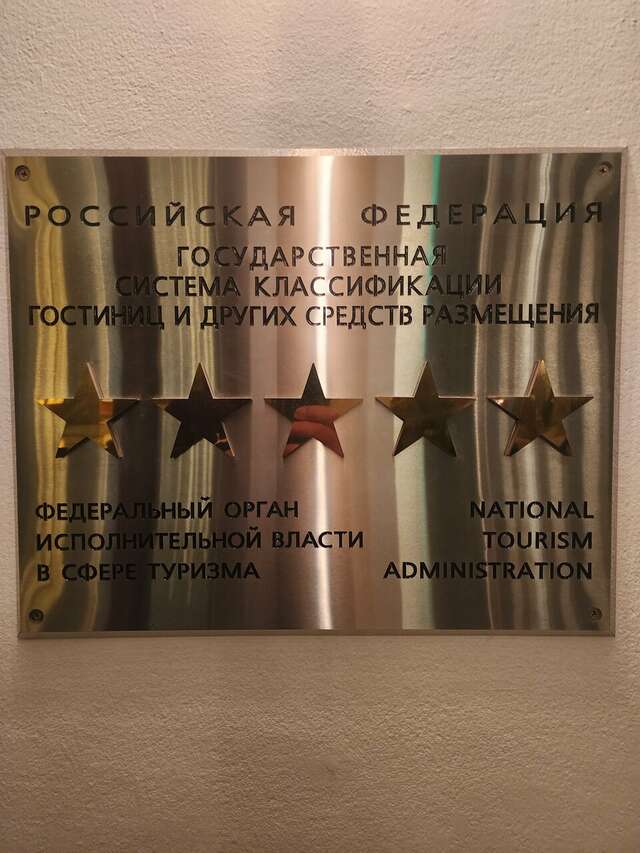 РОССИЙСКАЯ ФЕДЕРАЦИЯ
ГОСУДАРСТВЕННАЯ
СИСТЕМА КЛАССИФИКАЦИИ
ГОСТИНИЦ И ДРУГИХ СРЕДСТВ РАЗМЕЩЕНИЯ
ФЕДЕРАЛЬНЫЙ ОРГАН
ИСПОЛНИТЕЛЬНОЙ ВЛАСТИ
В СФЕРЕ ТУРИЗМА
NATIONAL
TOURISM
ADMINISTRATION